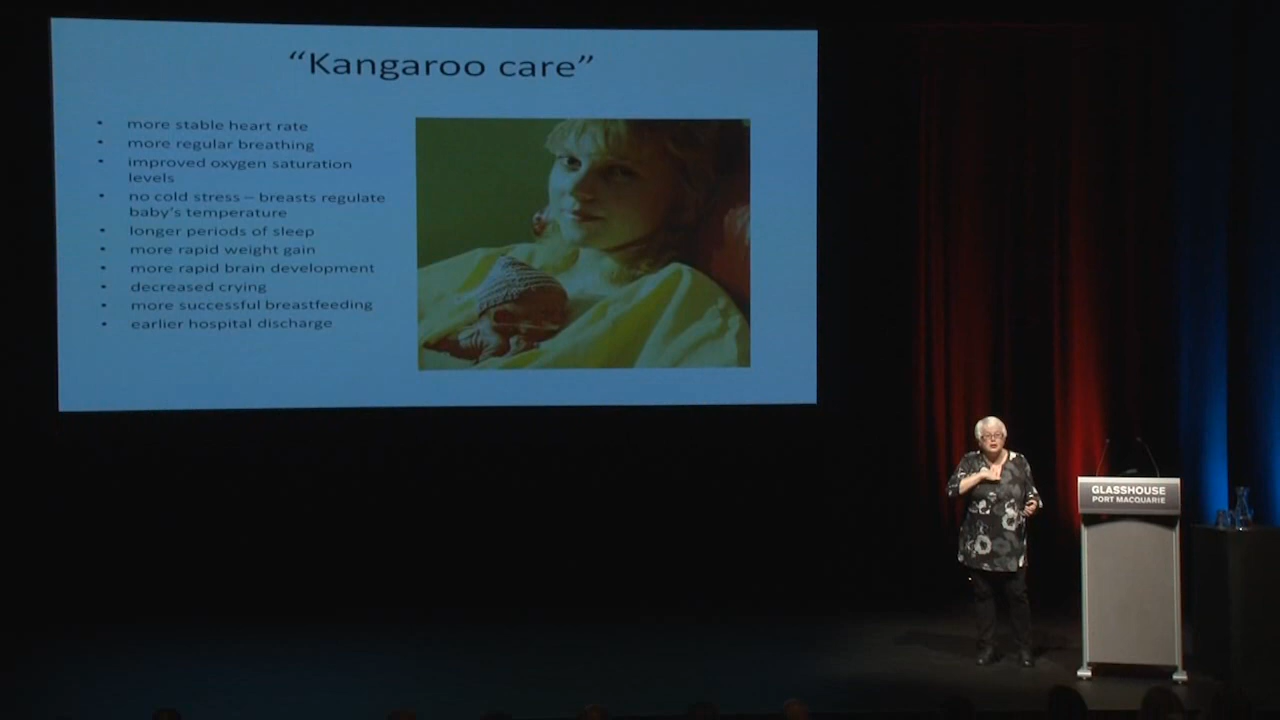 “Kangaroo care”
• more stable heart rate
• more regular breathing
• improved oxygen saturation
levels
• no cold stress – breasts regulate
baby’s temperature
• longer periods of sleep
• more rapid weight gain
• more rapid brain development
• decreased crying
• more successful breastfeeding
• earlier hospital discharge
GLASSHOUSE
PORT MACQUARIE